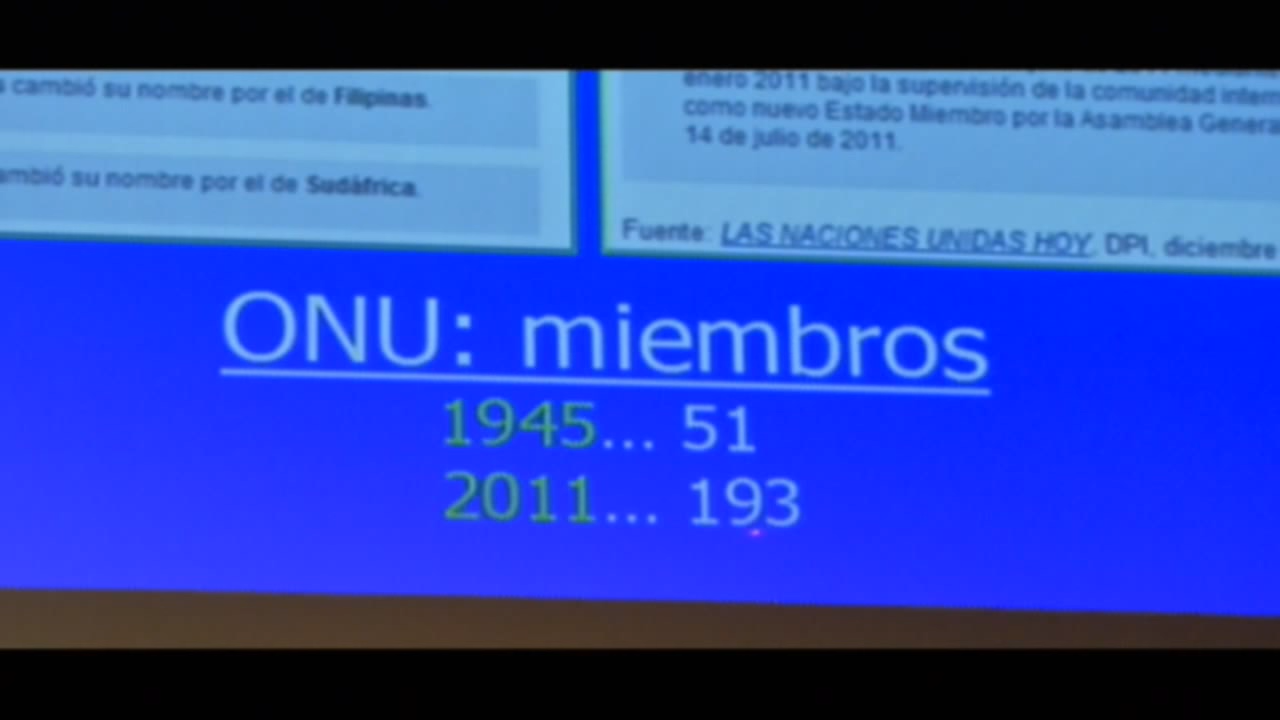 cambió su nombre por el de Filipinas.
cambió su nombre por el de Sudáfrica.
enero 2011 bajo la supervisión de la comunidad
como nuevo Estado Miembro por la Asamblea
14 de julio de 2011.
Fuente: LAS NACIONES UNIDAS HOY, DPI, diciembre
ONU: miembros
1945... 51
2011... 193